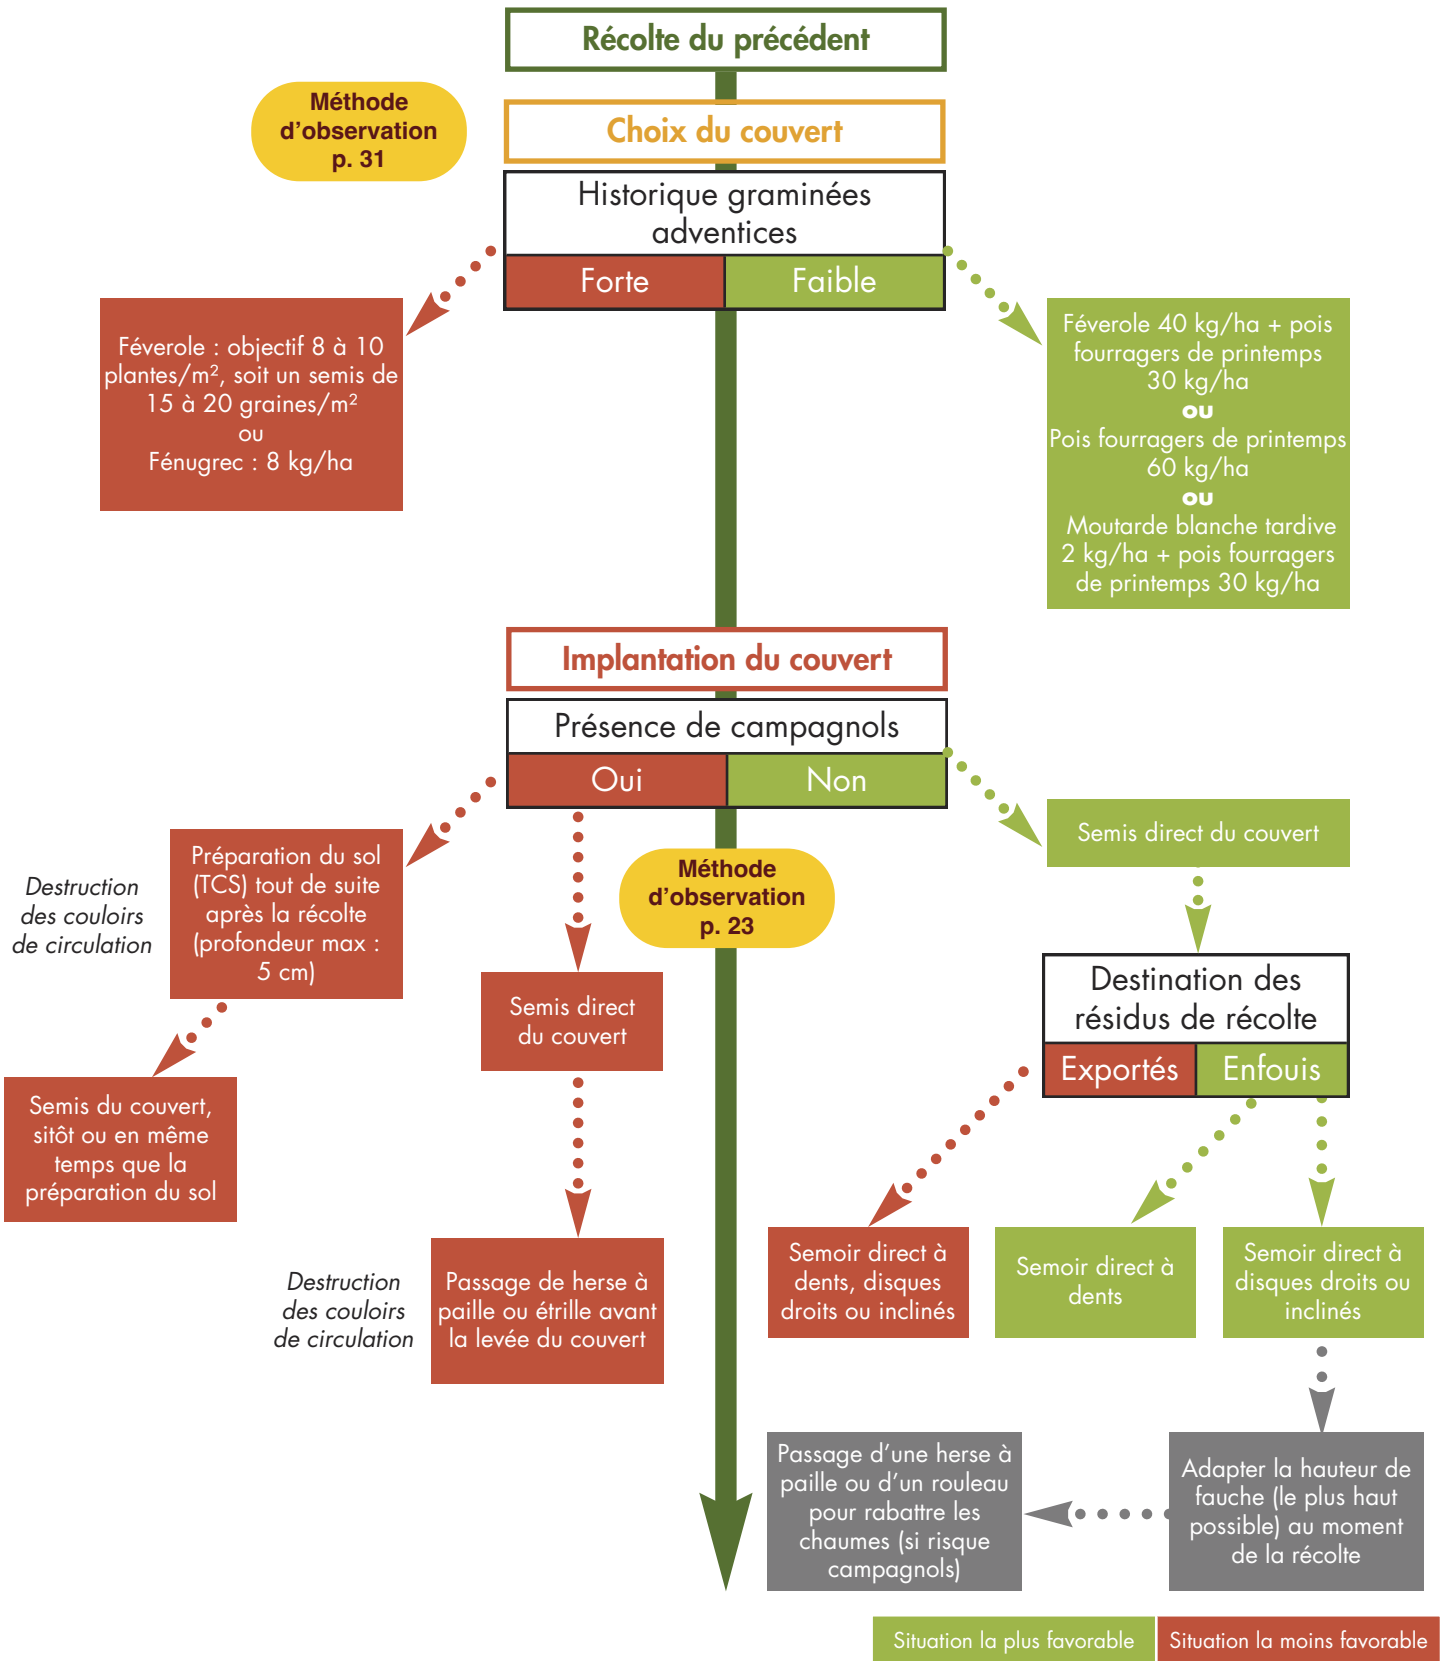 Récolte du précédent
Méthode
d'observation
p. 31
Choix du couvert
Historique graminées
adventices
Forte
Faible
Féverole : objectif 8 à 10
plantes/m², soit un semis de
15 à 20 graines/m²
ou
Fénugrec : 8 kg/ha
Féverole 40 kg/ha + pois
fourragers de printemps
30 kg/ha
ou
Pois fourragers de printemps
60 kg/ha
ou
Moutarde blanche tardive
2 kg/ha + pois fourragers
de printemps 30 kg/ha
Implantation du couvert
Présence de campagnols
Oui
Non
Destruction
des couloirs
de circulation
Préparation du sol
(TCS) tout de suite
après la récolte
(profondeur max :
5 cm)
Méthode
d'observation
p. 23
Semis direct du couvert
Semis direct
du couvert
Destination des
résidus de récolte
Exportés
Enfouis
Semis du couvert,
sitôt ou en même
temps que la
préparation du sol
Destruction
des couloirs
de circulation
Passage de herse à
paille ou étrille avant
la levée du couvert
Semoir direct à
dents, disques
droits ou inclinés
Semoir direct à
dents
Semoir direct à
disques droits ou
inclinés
Passage d'une herse à
paille ou d'un rouleau
pour rabattre les
chaumes (si risque
campagnols)
Adapter la hauteur de
fauche (le plus haut
possible) au moment
de la récolte
Situation la plus favorable
Situation la moins favorable